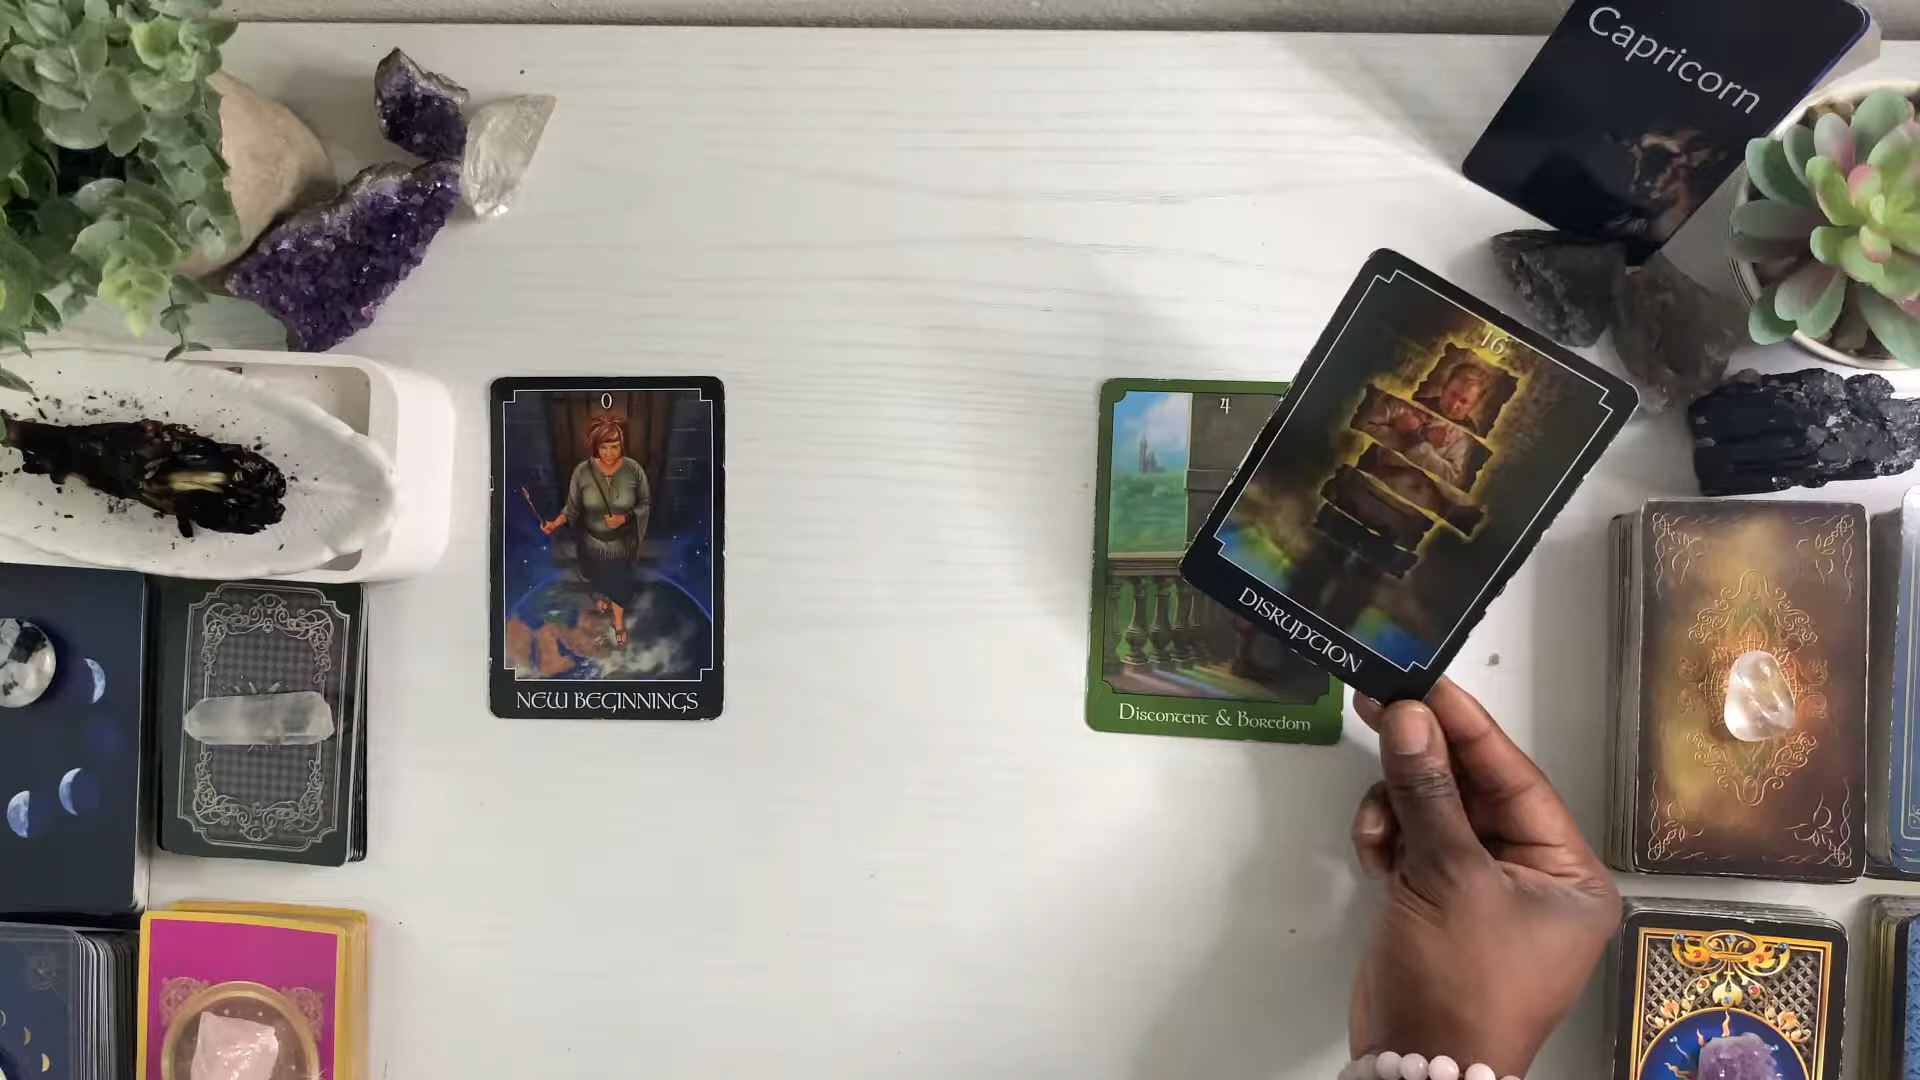 Capricorn
0
NEW BEGINNINGS
4
Discontent & Boredom
16
DISRUPTION